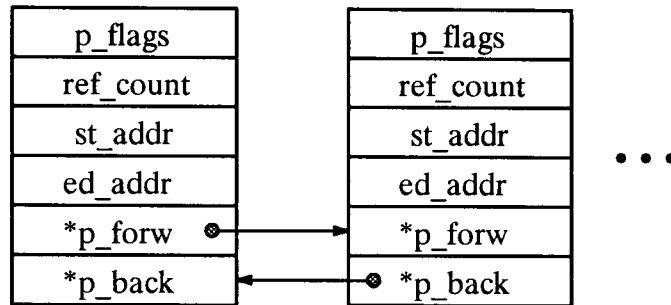 p_flags
ref_count
st_addr
ed_addr
*p_forw
*p_back
p_flags
ref_count
st_addr
ed_addr
*p_forw
*p_back
• • •